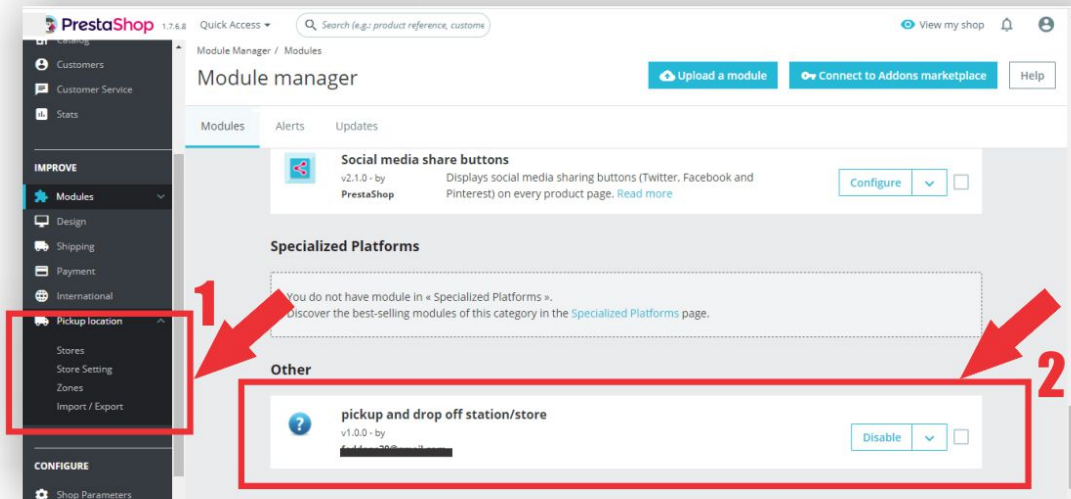 PrestaShop 1.7.6.8 Quick Access Search (e.g.: product reference, custome View my shop
Catalog
Customers
Customer Service
Stats
IMPROVE
Modules
Design
Shipping
Payment
International
Pickup location
Stores
Store Setting
Zones
Import / Export
CONFIGURE
Shop Parameters
Module Manager / Modules
Module manager
Upload a module
Connect to Addons marketplace
Help
Modules Alerts Updates
Social media share buttons
v2.1.0 - by
PrestaShop
Displays social media sharing buttons (Twitter, Facebook and
Pinterest) on every product page. Read more
Configure
Specialized Platforms
You do not have module in « Specialized Platforms ».
Discover the best-selling modules of this category in the Specialized Platforms page.
Other
pickup and drop off station/store
v1.0.0 - by
Disable
1
2